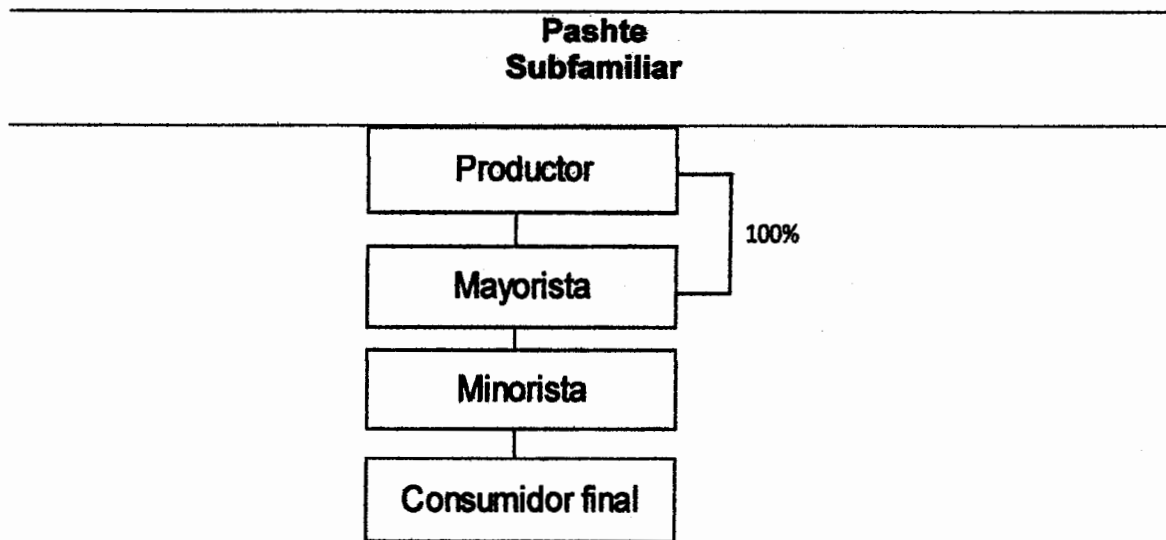 Pashte
Subfamiliar
Productor
100%
Mayorista
Minorista
Consumidor final